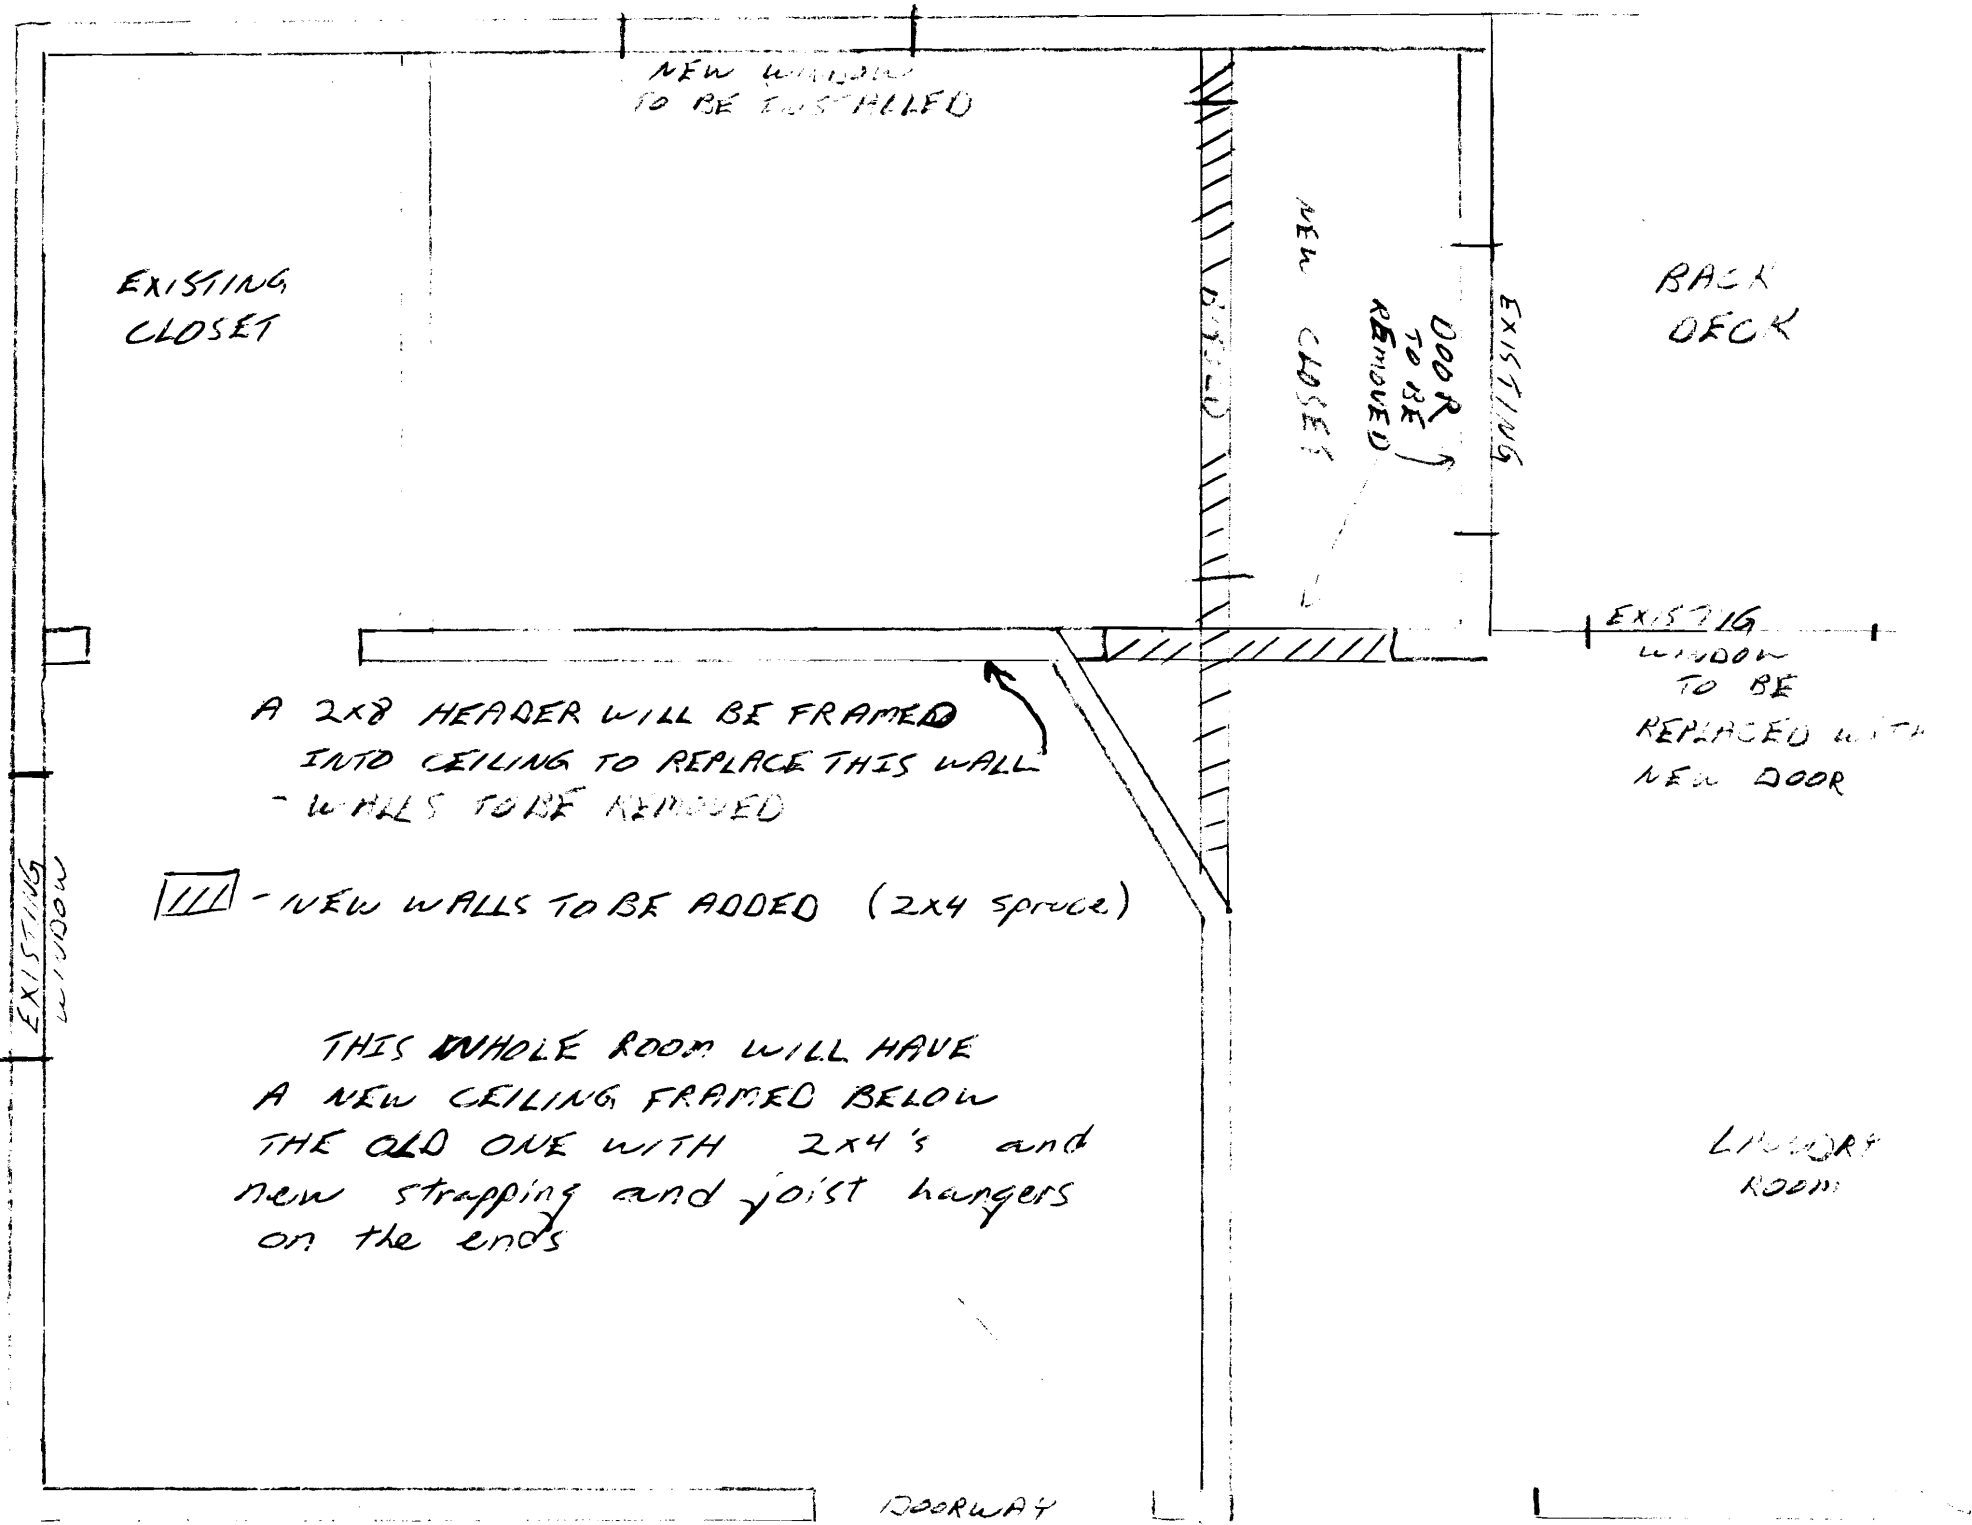 NEW WINDOW
TO BE INSTALLED
EXISTING
CLOSET
NEW CLOSET
DOOR
TO BE
REMOVED
EXISTING
BACK
DECK
EXISTIG
WINDOW
TO BE
REPLACED WITH
NEW DOOR
A 2X8 HEADER WILL BE FRAMED
INTO CEILING TO REPLACE THIS WALL
- WALLS TO BE REMOVED
- NEW WALLS TO BE ADDED (2X4 Spruce)
EXISTING
WINDOW
THIS WHOLE ROOM WILL HAVE
A NEW CEILING FRAMED BELOW
THE OLD ONE WITH 2X4's and
new strapping and joist hangers
on the ends
ROOM
DOORWAY